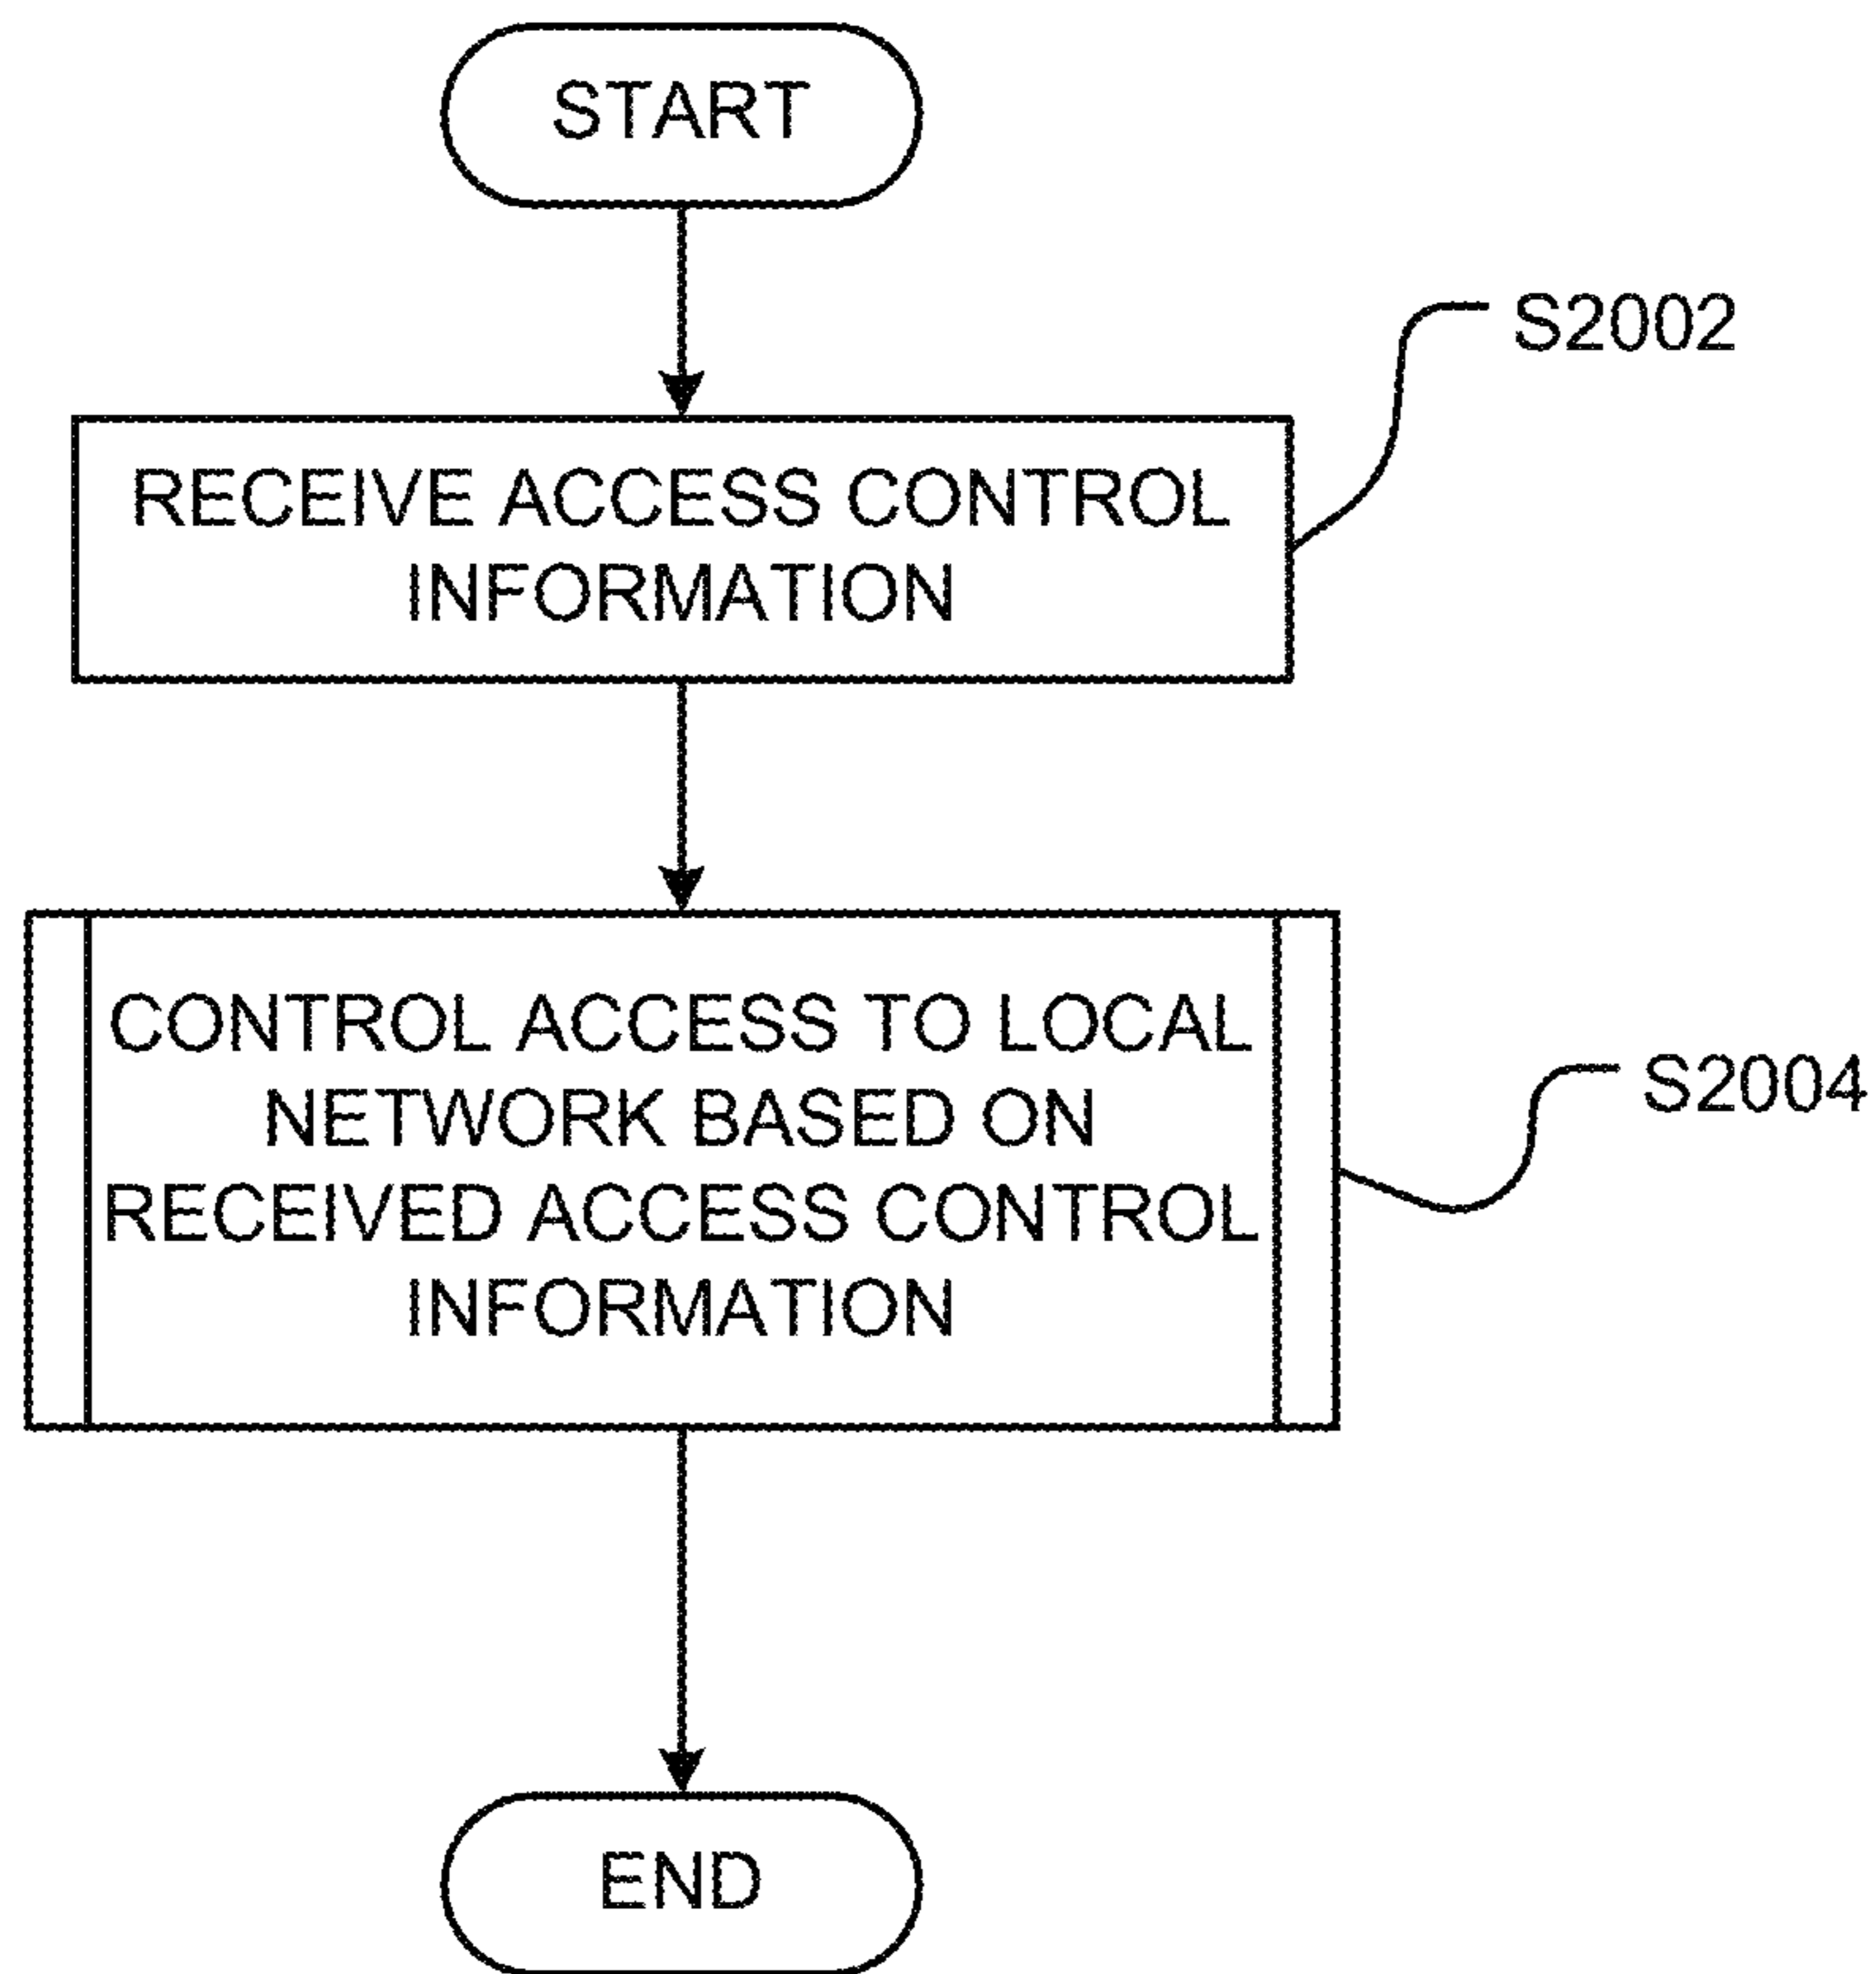 START
S2002
RECEIVE ACCESS CONTROL
INFORMATION
CONTROL ACCESS TO LOCAL
NETWORK BASED ON
RECEIVED ACCESS CONTROL
INFORMATION
S2004
END